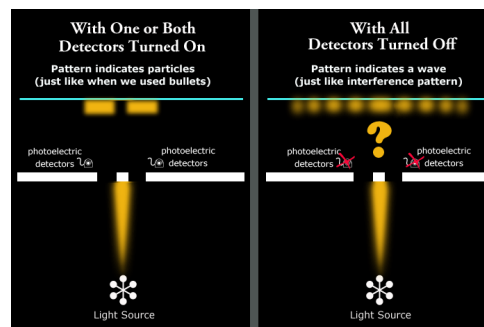 With One or Both
Detectors Turned On
Pattern indicates particles
(just like when we used bullets)
photoelectric
detectors
photoelectric
detectors
Light Source
With All
Detectors Turned Off
Pattern indicates a wave
(just like interference pattern)
?
photoelectric
detectors
photoelectric
detectors
Light Source